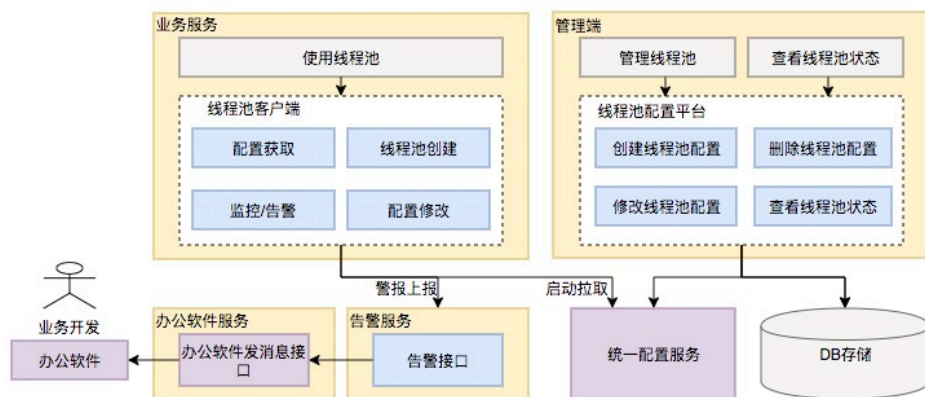 业务服务
使用线程池
线程池客户端
配置获取
线程池创建
监控/告警
配置修改
管理端
管理线程池
查看线程池状态
线程池配置平台
创建线程池配置
删除线程池配置
修改线程池配置
查看线程池状态
警报上报
启动拉取
业务开发
办公软件
办公软件服务
办公软件发消息接
口
告警服务
告警接口
统一配置服务
DB存储